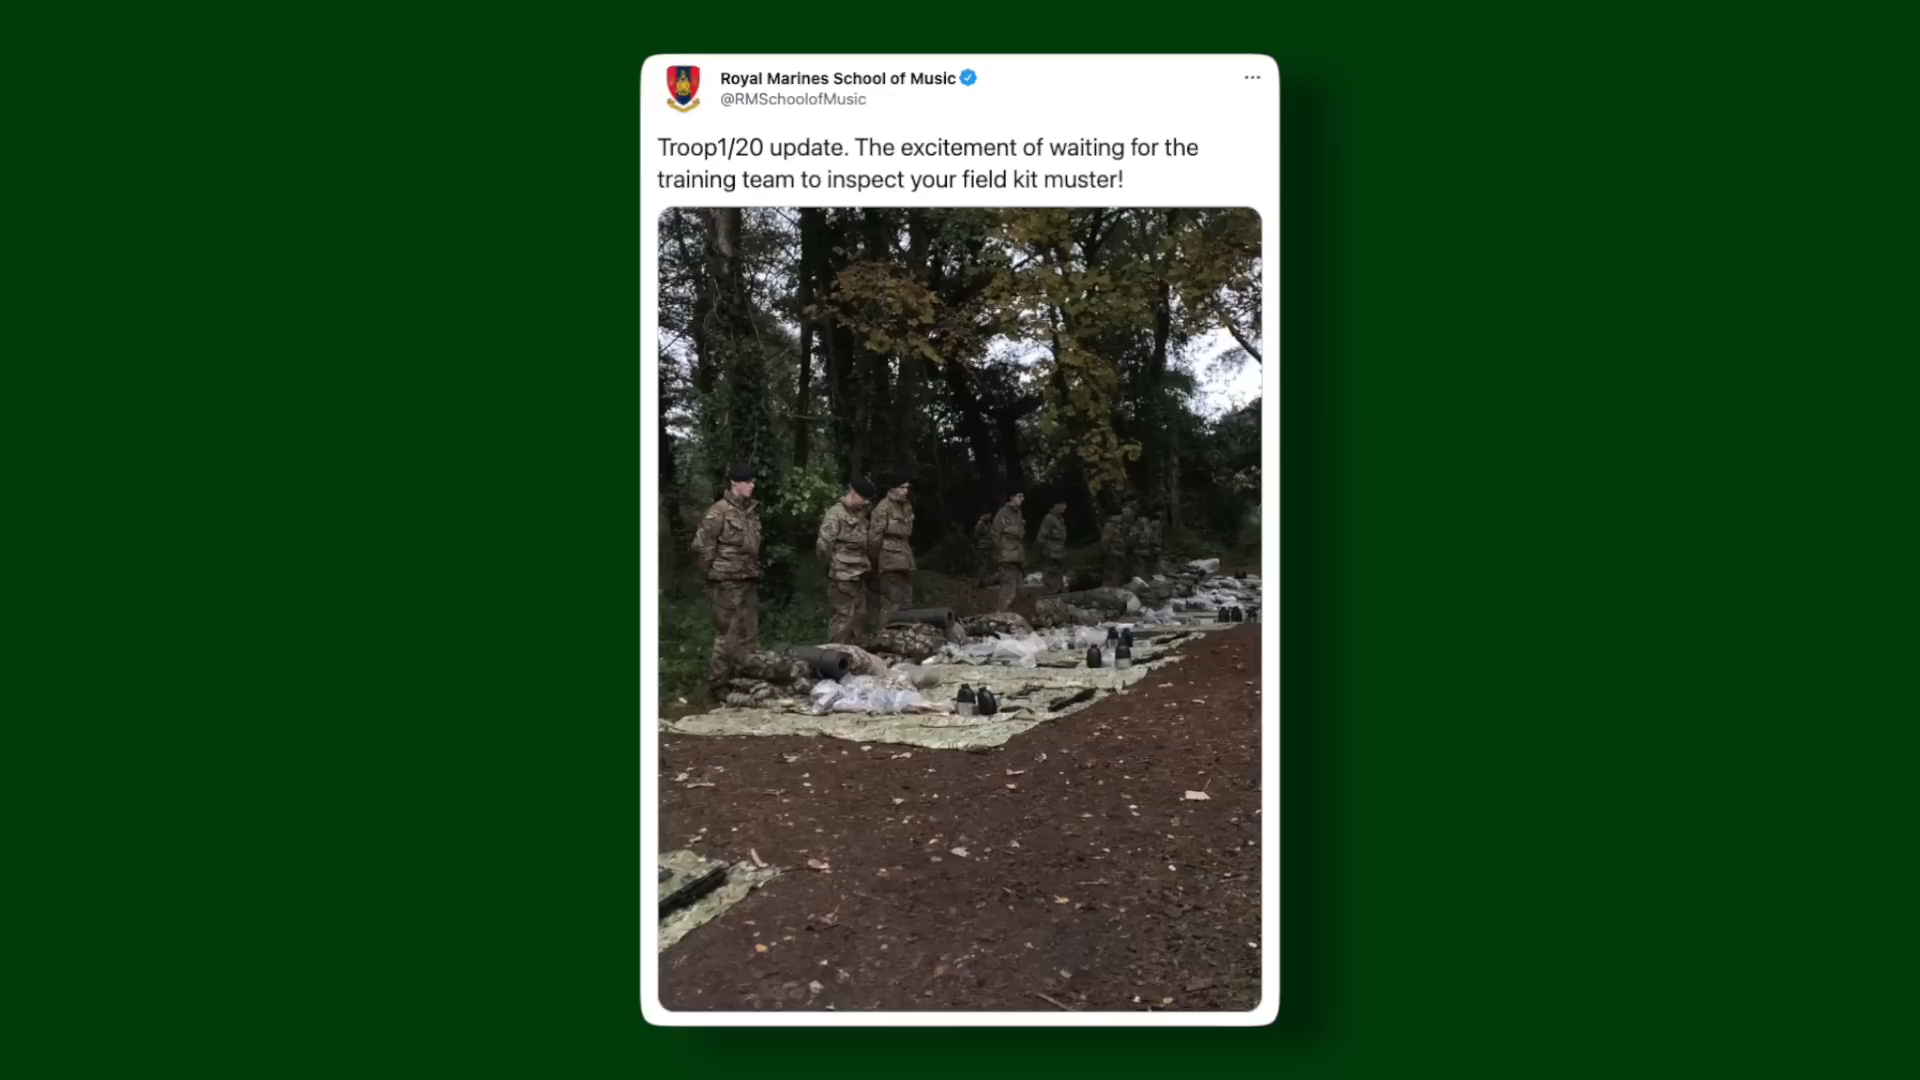 Royal Marines School of Music
@RMSchoolofMusic
Troop1/20 update. The excitement of waiting for the
training team to inspect your field kit muster!